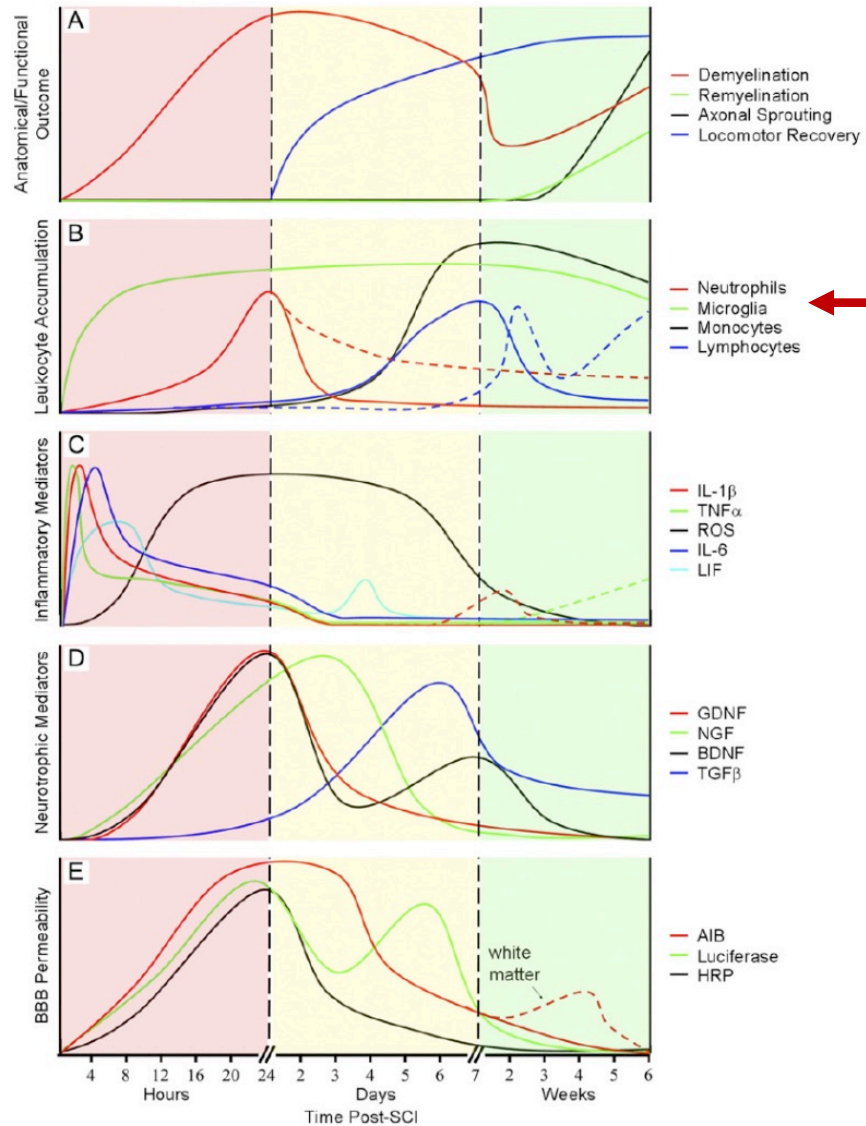 A
Anatomical/Functional
Outcome
Demyelination
Remyelination
Axonal Sprouting
Locomotor Recovery
B
Leukocyte Accumulation
Neutrophils
Microglia
Monocytes
Lymphocytes
C
Inflammatory Mediators
IL-1β
TNFα
ROS
IL-6
LIF
D
Neurotrophic Mediators
GDNF
NGF
BDNF
TGFβ
E
BBB Permeability
white
matter
AIB
Luciferase
HRP
4 8 12 16 20 24 2 3 4 5 6 7 2 3 4 5 6
Hours Days Weeks
Time Post-SCI